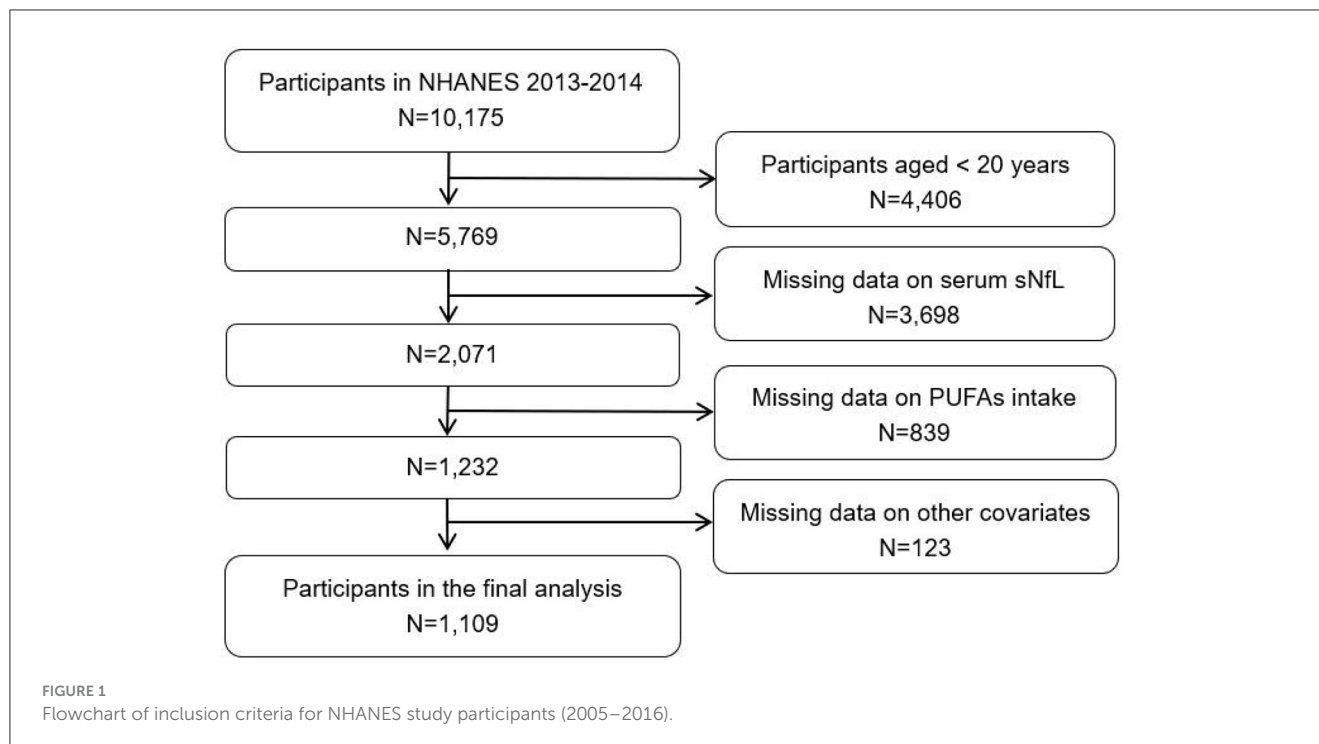 Participants in NHANES 2013-2014
N=10,175
Participants aged < 20 years
N=4,406
N=5,769
Missing data on serum sNfL
N=3,698
N=2,071
Missing data on PUFAs intake
N=839
N=1,232
Missing data on other covariates
N=123
Participants in the final analysis
N=1,109
FIGURE 1
Flowchart of inclusion criteria for NHANES study participants (2005–2016).